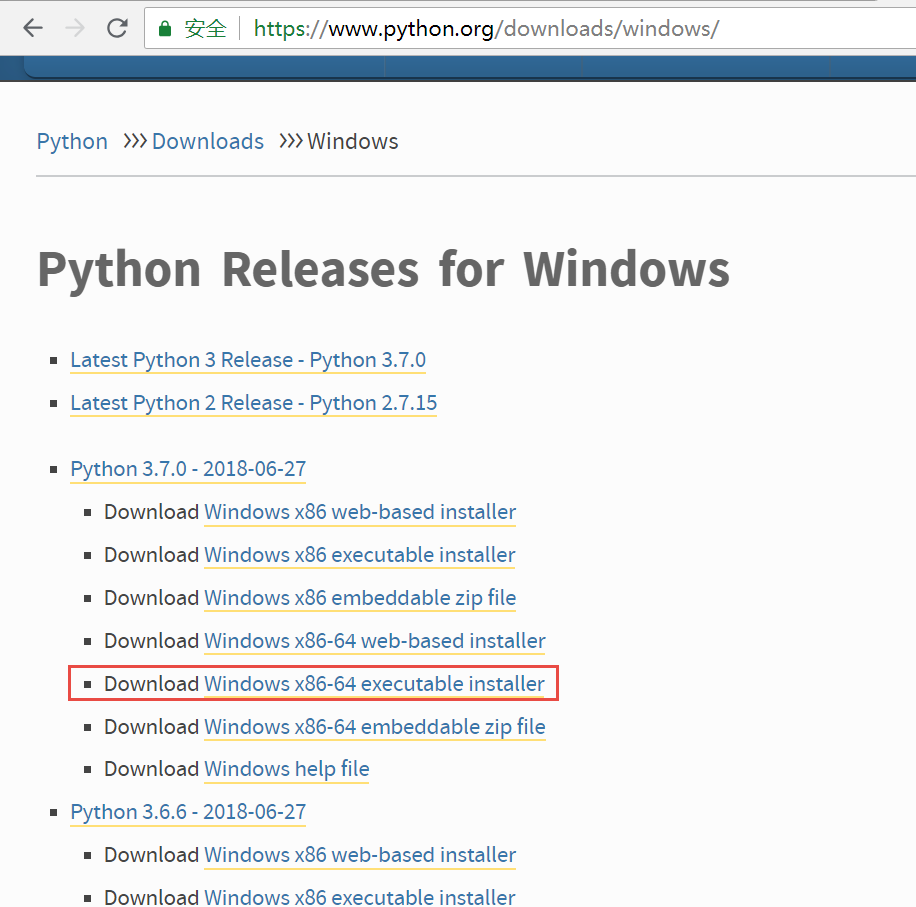 安全 https://www.python.org/downloads/windows/
Python >>> Downloads >>> Windows
Python Releases for Windows
Latest Python 3 Release - Python 3.7.0
Latest Python 2 Release - Python 2.7.15
Python 3.7.0 - 2018-06-27
Download Windows x86 web-based installer
Download Windows x86 executable installer
Download Windows x86 embeddable zip file
Download Windows x86-64 web-based installer
Download Windows x86-64 executable installer
Download Windows x86-64 embeddable zip file
Download Windows help file
Python 3.6.6 - 2018-06-27
Download Windows x86 web-based installer
Download Windows x86 executable installer